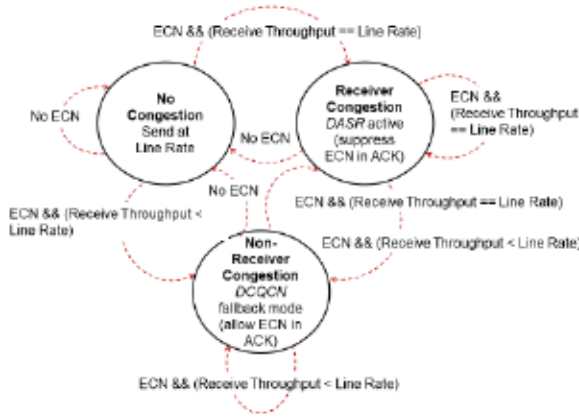 ECN && (Receive Throughput == Line Rate)
No
Congestion
Send at
Line Rate
No ECN
Receiver
Congestion
DASR active
(suppress
ECN in ACK)
ECN &&
(Receive Throughput
== Line Rate)
No ECN
No ECN
ECN && (Receive Throughput <
Line Rate)
ECN && (Receive Throughput == Line Rate)
ECN && (Receive Throughput < Line Rate)
Non-
Receiver
Congestion
DCQCN
fallback mode
(allow ECN in
ACK)
ECN && (Receive Throughput < Line Rate)